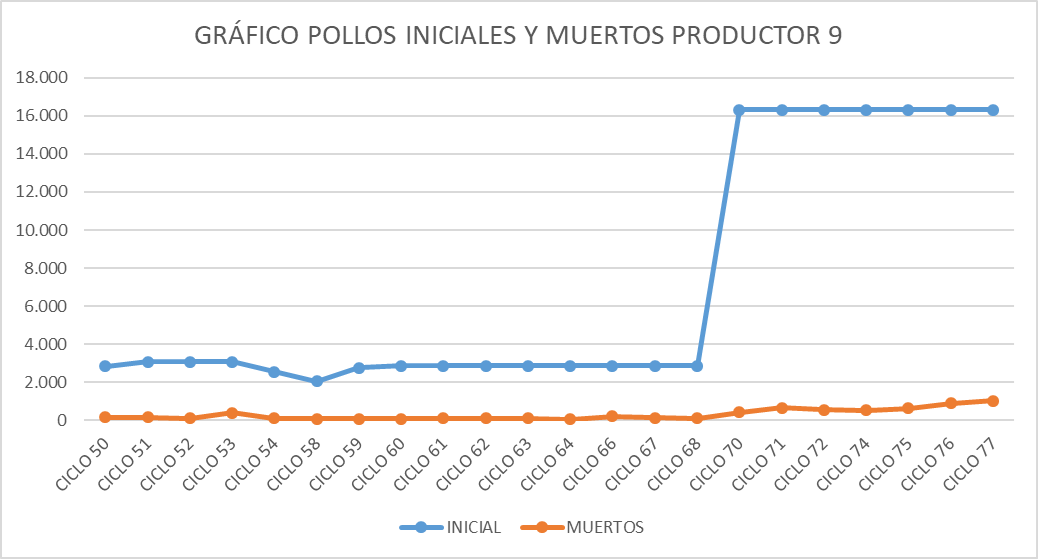 GRÁFICO POLLOS INICIALES Y MUERTOS PRODUCTOR 9
18.000
16.000
14.000
12.000
10.000
8.000
6.000
4.000
2.000
0
CICLO 50
CICLO 51
CICLO 52
CICLO 53
CICLO 54
CICLO 58
CICLO 59
CICLO 60
CICLO 61
CICLO 62
CICLO 63
CICLO 64
CICLO 66
CICLO 67
CICLO 68
CICLO 70
CICLO 71
CICLO 72
CICLO 74
CICLO 75
CICLO 76
CICLO 77
INICIAL
MUERTOS